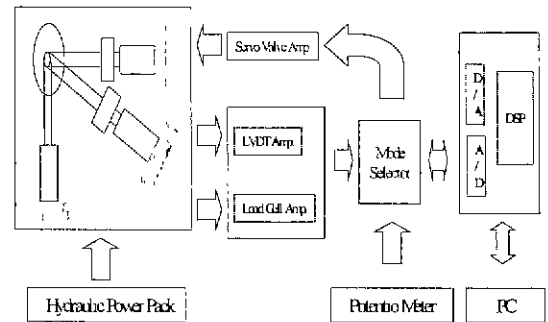 Servo Valve Amp
LVDT Amp.
Load Cell Amp.
Mode
Selector
D/A
A/D
DSP
Hydraulic Power Pack
Potentio Meter
PC